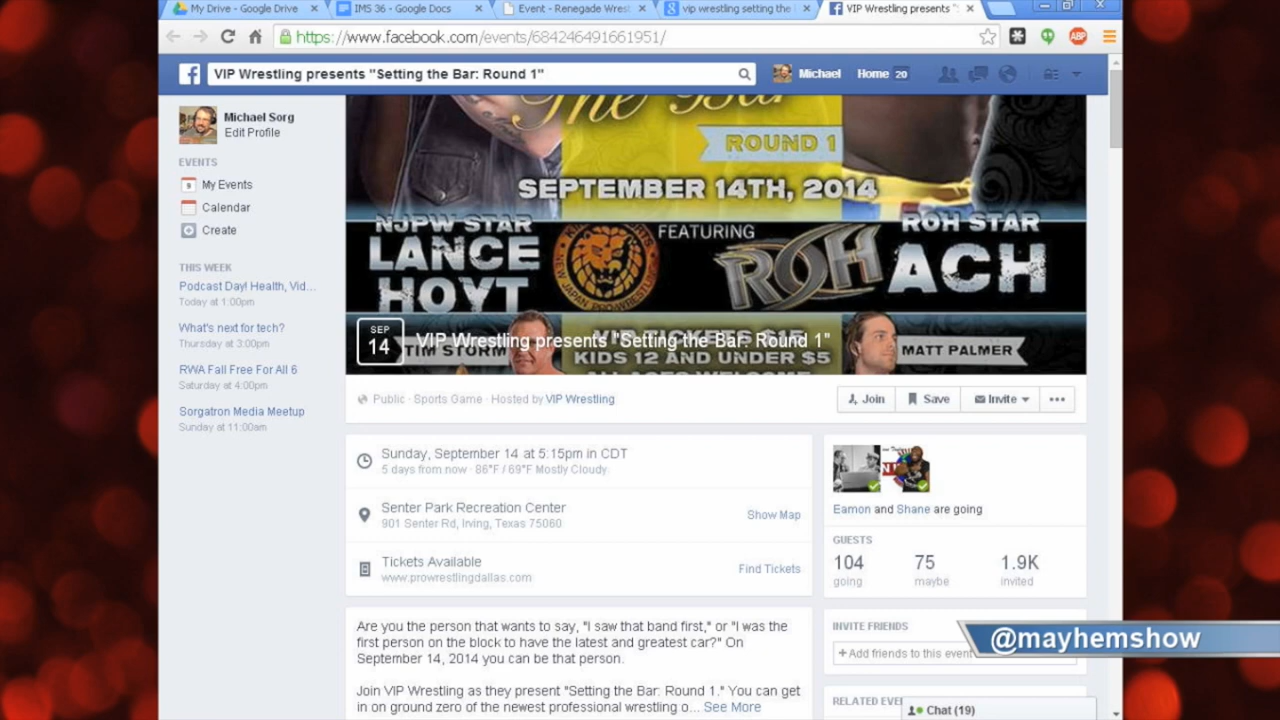 My Drive - Google Drive
IMS 36 - Google Docs
Event - Renegade Wrest
vip wrestling setting the
VIP Wrestling presents "S
https://www.facebook.com/events/684246491661951/
ABP
VIP Wrestling presents "Setting the Bar: Round 1"
Michael
Home 20
Michael Sorg
Edit Profile
EVENTS
9 My Events
Calendar
Create
THIS WEEK
Podcast Day! Health, Vid...
Today at 1:00pm
What's next for tech?
Thursday at 3:00pm
RWA Fall Free For All 6
Saturday at 4:00pm
Sorgatron Media Meetup
Sunday at 11:00am
The Bar
ROUND 1
SEPTEMBER 14TH, 2014
NJPW STAR
LANCE
HOYT
FEATURING
NEW JAPAN PRO WRESTLING
ROH
ROH STAR
ACH
SEP
14
VIP Wrestling presents "Setting the Bar: Round 1"
VIP TICKETS $15
TIM STORM
KIDS 12 AND UNDER $5
ALL AGES WELCOME
MATT PALMER
Public · Sports Game · Hosted by VIP Wrestling
Join
Save
Invite
Sunday, September 14 at 5:15pm in CDT
5 days from now · 86°F / 69°F Mostly Cloudy
Senter Park Recreation Center
901 Senter Rd, Irving, Texas 75060
Show Map
Tickets Available
www.prowrestlingdallas.com
Find Tickets
Are you the person that wants to say, "I saw that band first," or "I was the
first person on the block to have the latest and greatest car?" On
September 14, 2014 you can be that person.
Join VIP Wrestling as they present "Setting the Bar: Round 1." You can get
in on ground zero of the newest professional wrestling o... See More
Eamon and Shane are going
GUESTS
104 75 1.9K
going maybe invited
INVITE FRIENDS
+ Add friends to this event
@mayhemshow
RELATED EVE
Chat (19)